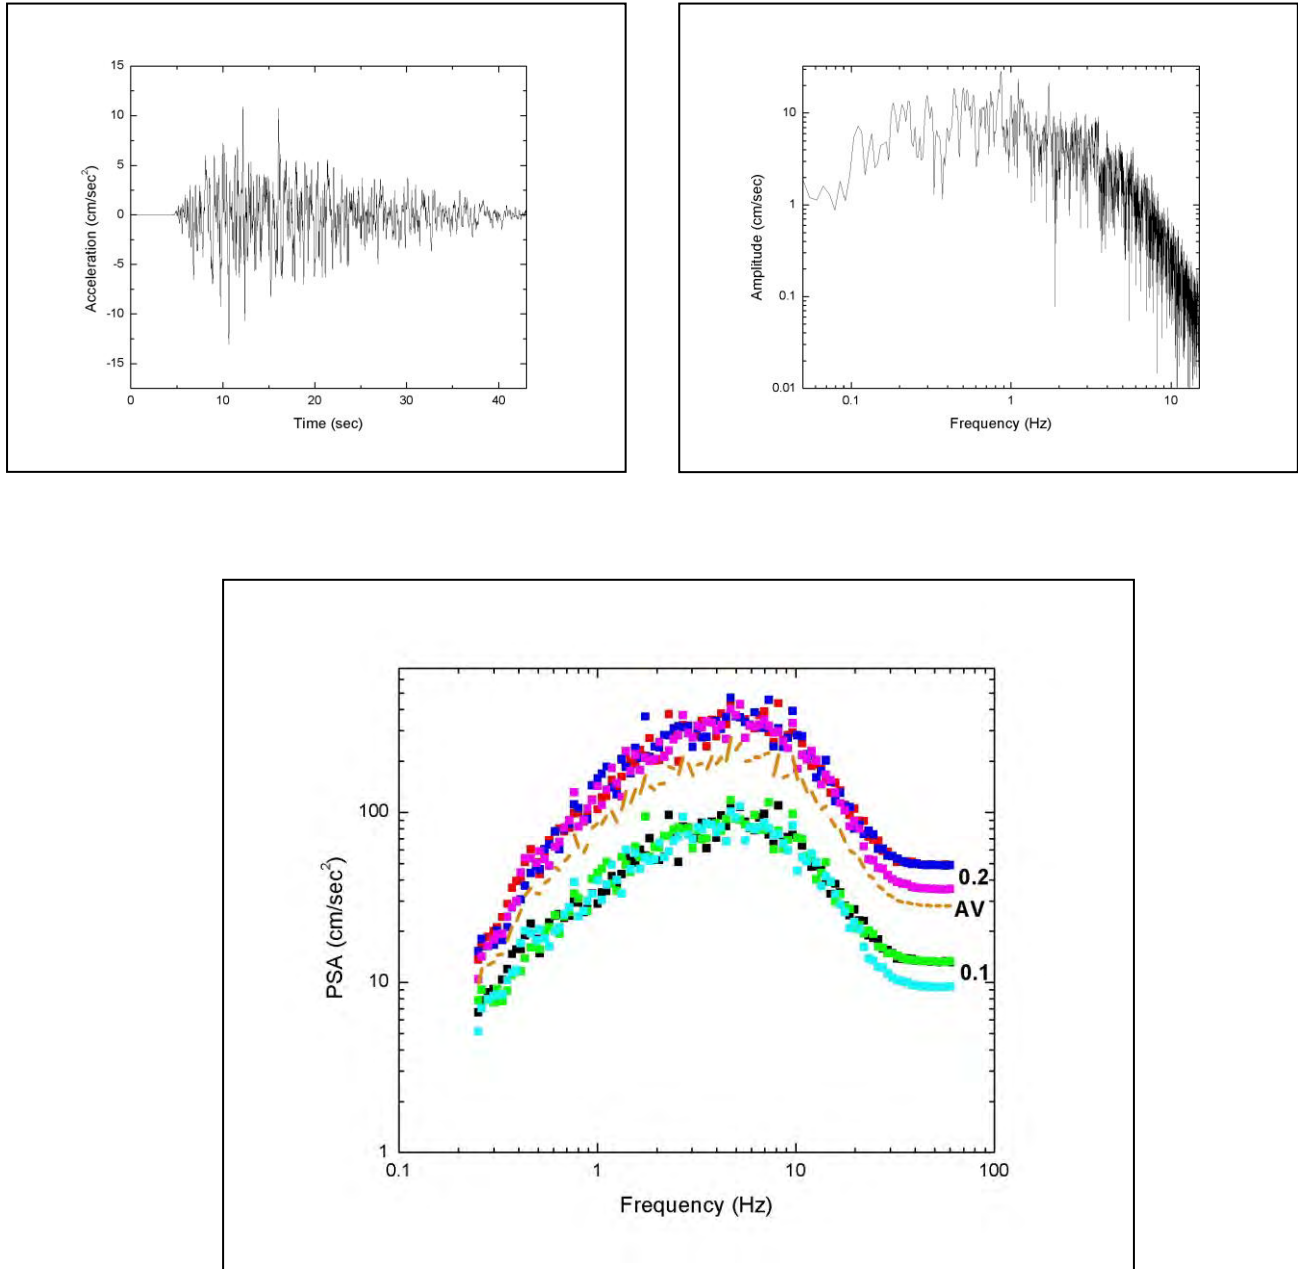 15
10
5
0
-5
-10
-15
Acceleration (cm/sec²)
0 10 20 30 40
Time (sec)
10
1
0.1
0.01
Amplitude (cm/sec)
0.1 1 10
Frequency (Hz)
100
10
1
PSA (cm/sec²)
0.2
AV
0.1
0.1 1 10 100
Frequency (Hz)